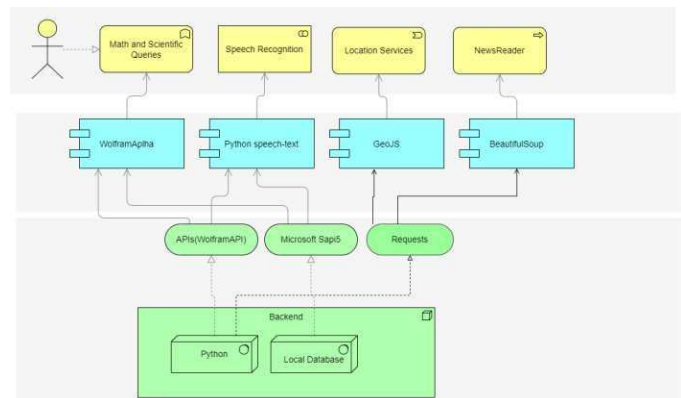 Math and Scientific
Queries
Speech Recognition
Location Services
NewsReader
WolframAplha
Python speech-text
GeoJS
BeautifulSoup
APIs(WolframAPI)
Microsoft Sapi5
Requests
Backend
Python
Local Database